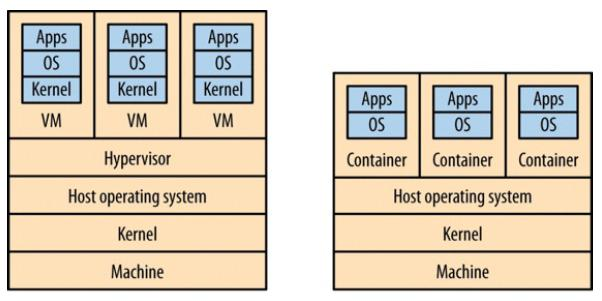 Apps Apps Apps
OS OS OS
Kernel Kernel Kernel
VM VM VM
Hypervisor
Host operating system
Kernel
Machine
Apps Apps Apps
OS OS OS
Container Container Container
Host operating system
Kernel
Machine